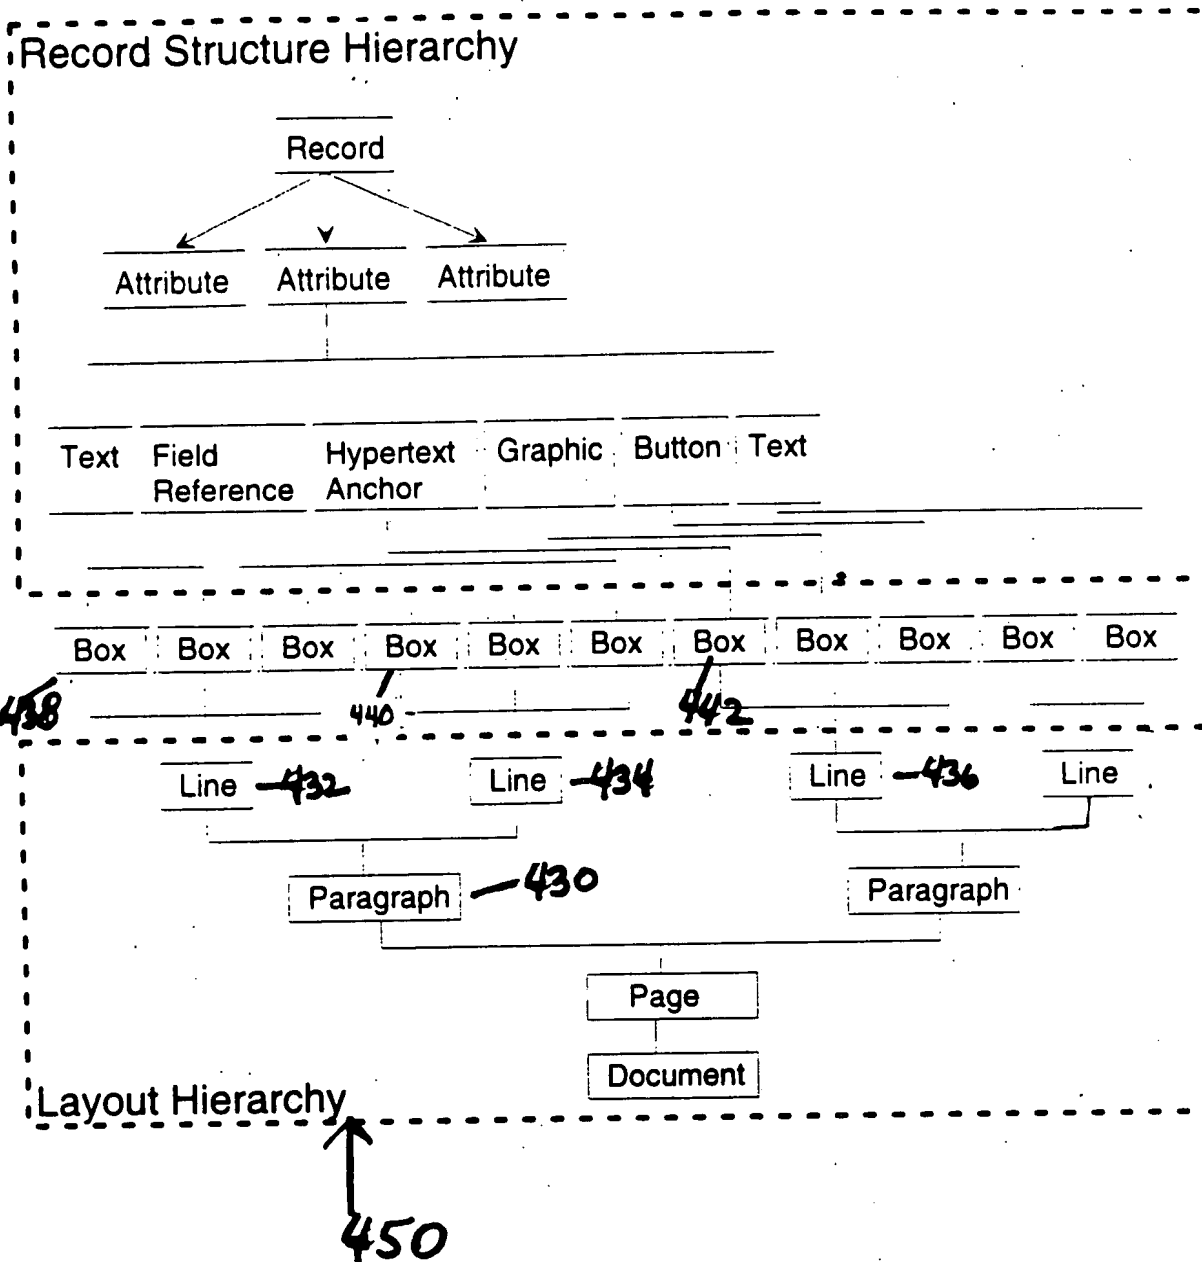 Record Structure Hierarchy
Record
Attribute Attribute Attribute
Text Field Reference Hypertext Anchor Graphic Button Text
Box Box Box Box Box Box Box Box Box Box Box
438 440 442
Line 432 Line 434 Line 436 Line
Paragraph 430 Paragraph
Page
Document
Layout Hierarchy
450